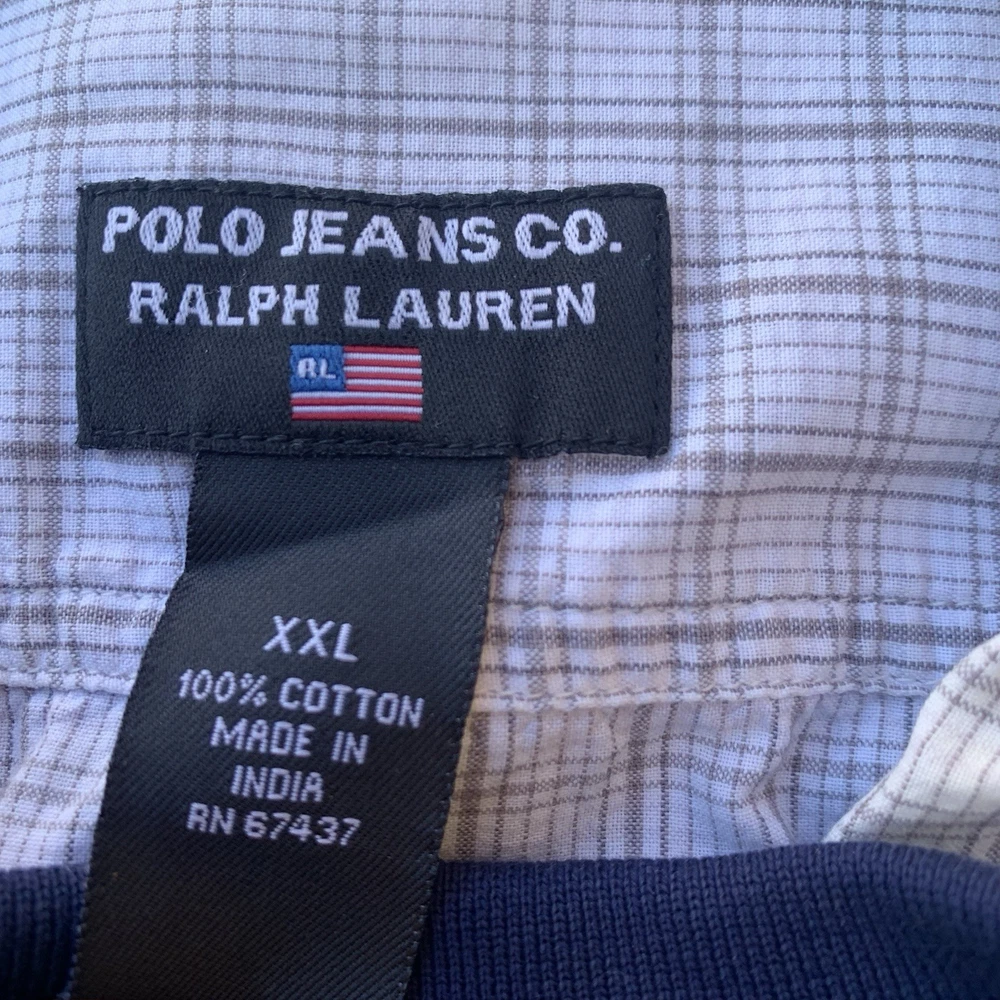 POLO JEANS CO.
RALPH LAUREN
RL
XXL
100% COTTON
MADE IN
INDIA
RN 67437